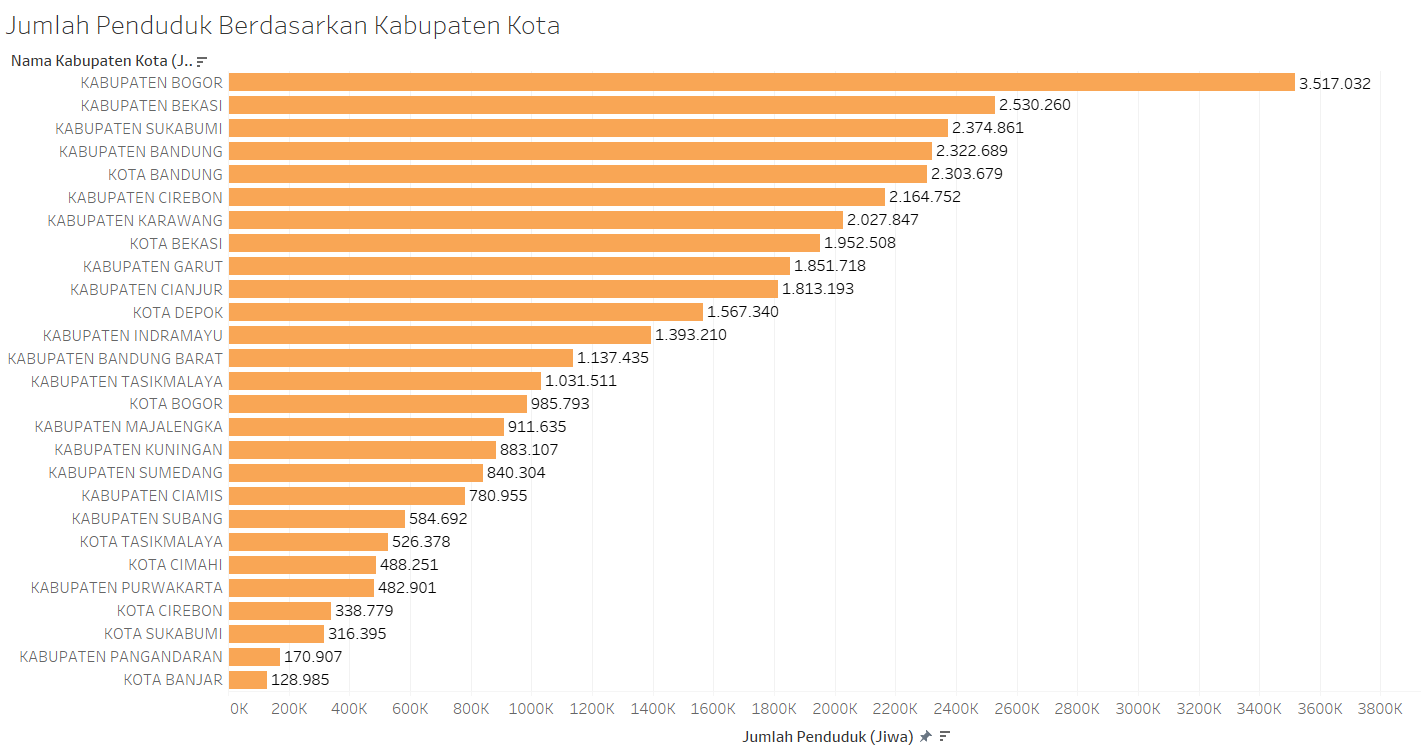 Jumlah Penduduk Berdasarkan Kabupaten Kota
Nama Kabupaten Kota (J..
KABUPATEN BOGOR 3.517.032
KABUPATEN BEKASI 2.530.260
KABUPATEN SUKABUMI 2.374.861
KABUPATEN BANDUNG 2.322.689
KOTA BANDUNG 2.303.679
KABUPATEN CIREBON 2.164.752
KABUPATEN KARAWANG 2.027.847
KOTA BEKASI 1.952.508
KABUPATEN GARUT 1.851.718
KABUPATEN CIANJUR 1.813.193
KOTA DEPOK 1.567.340
KABUPATEN INDRAMAYU 1.393.210
KABUPATEN BANDUNG BARAT 1.137.435
KABUPATEN TASIKMALAYA 1.031.511
KOTA BOGOR 985.793
KABUPATEN MAJALENGKA 911.635
KABUPATEN KUNINGAN 883.107
KABUPATEN SUMEDANG 840.304
KABUPATEN CIAMIS 780.955
KABUPATEN SUBANG 584.692
KOTA TASIKMALAYA 526.378
KOTA CIMAHI 488.251
KABUPATEN PURWAKARTA 482.901
KOTA CIREBON 338.779
KOTA SUKABUMI 316.395
KABUPATEN PANGANDARAN 170.907
KOTA BANJAR 128.985
0K 200K 400K 600K 800K 1000K 1200K 1400K 1600K 1800K 2000K 2200K 2400K 2600K 2800K 3000K 3200K 3400K 3600K 3800K
Jumlah Penduduk (Jiwa)